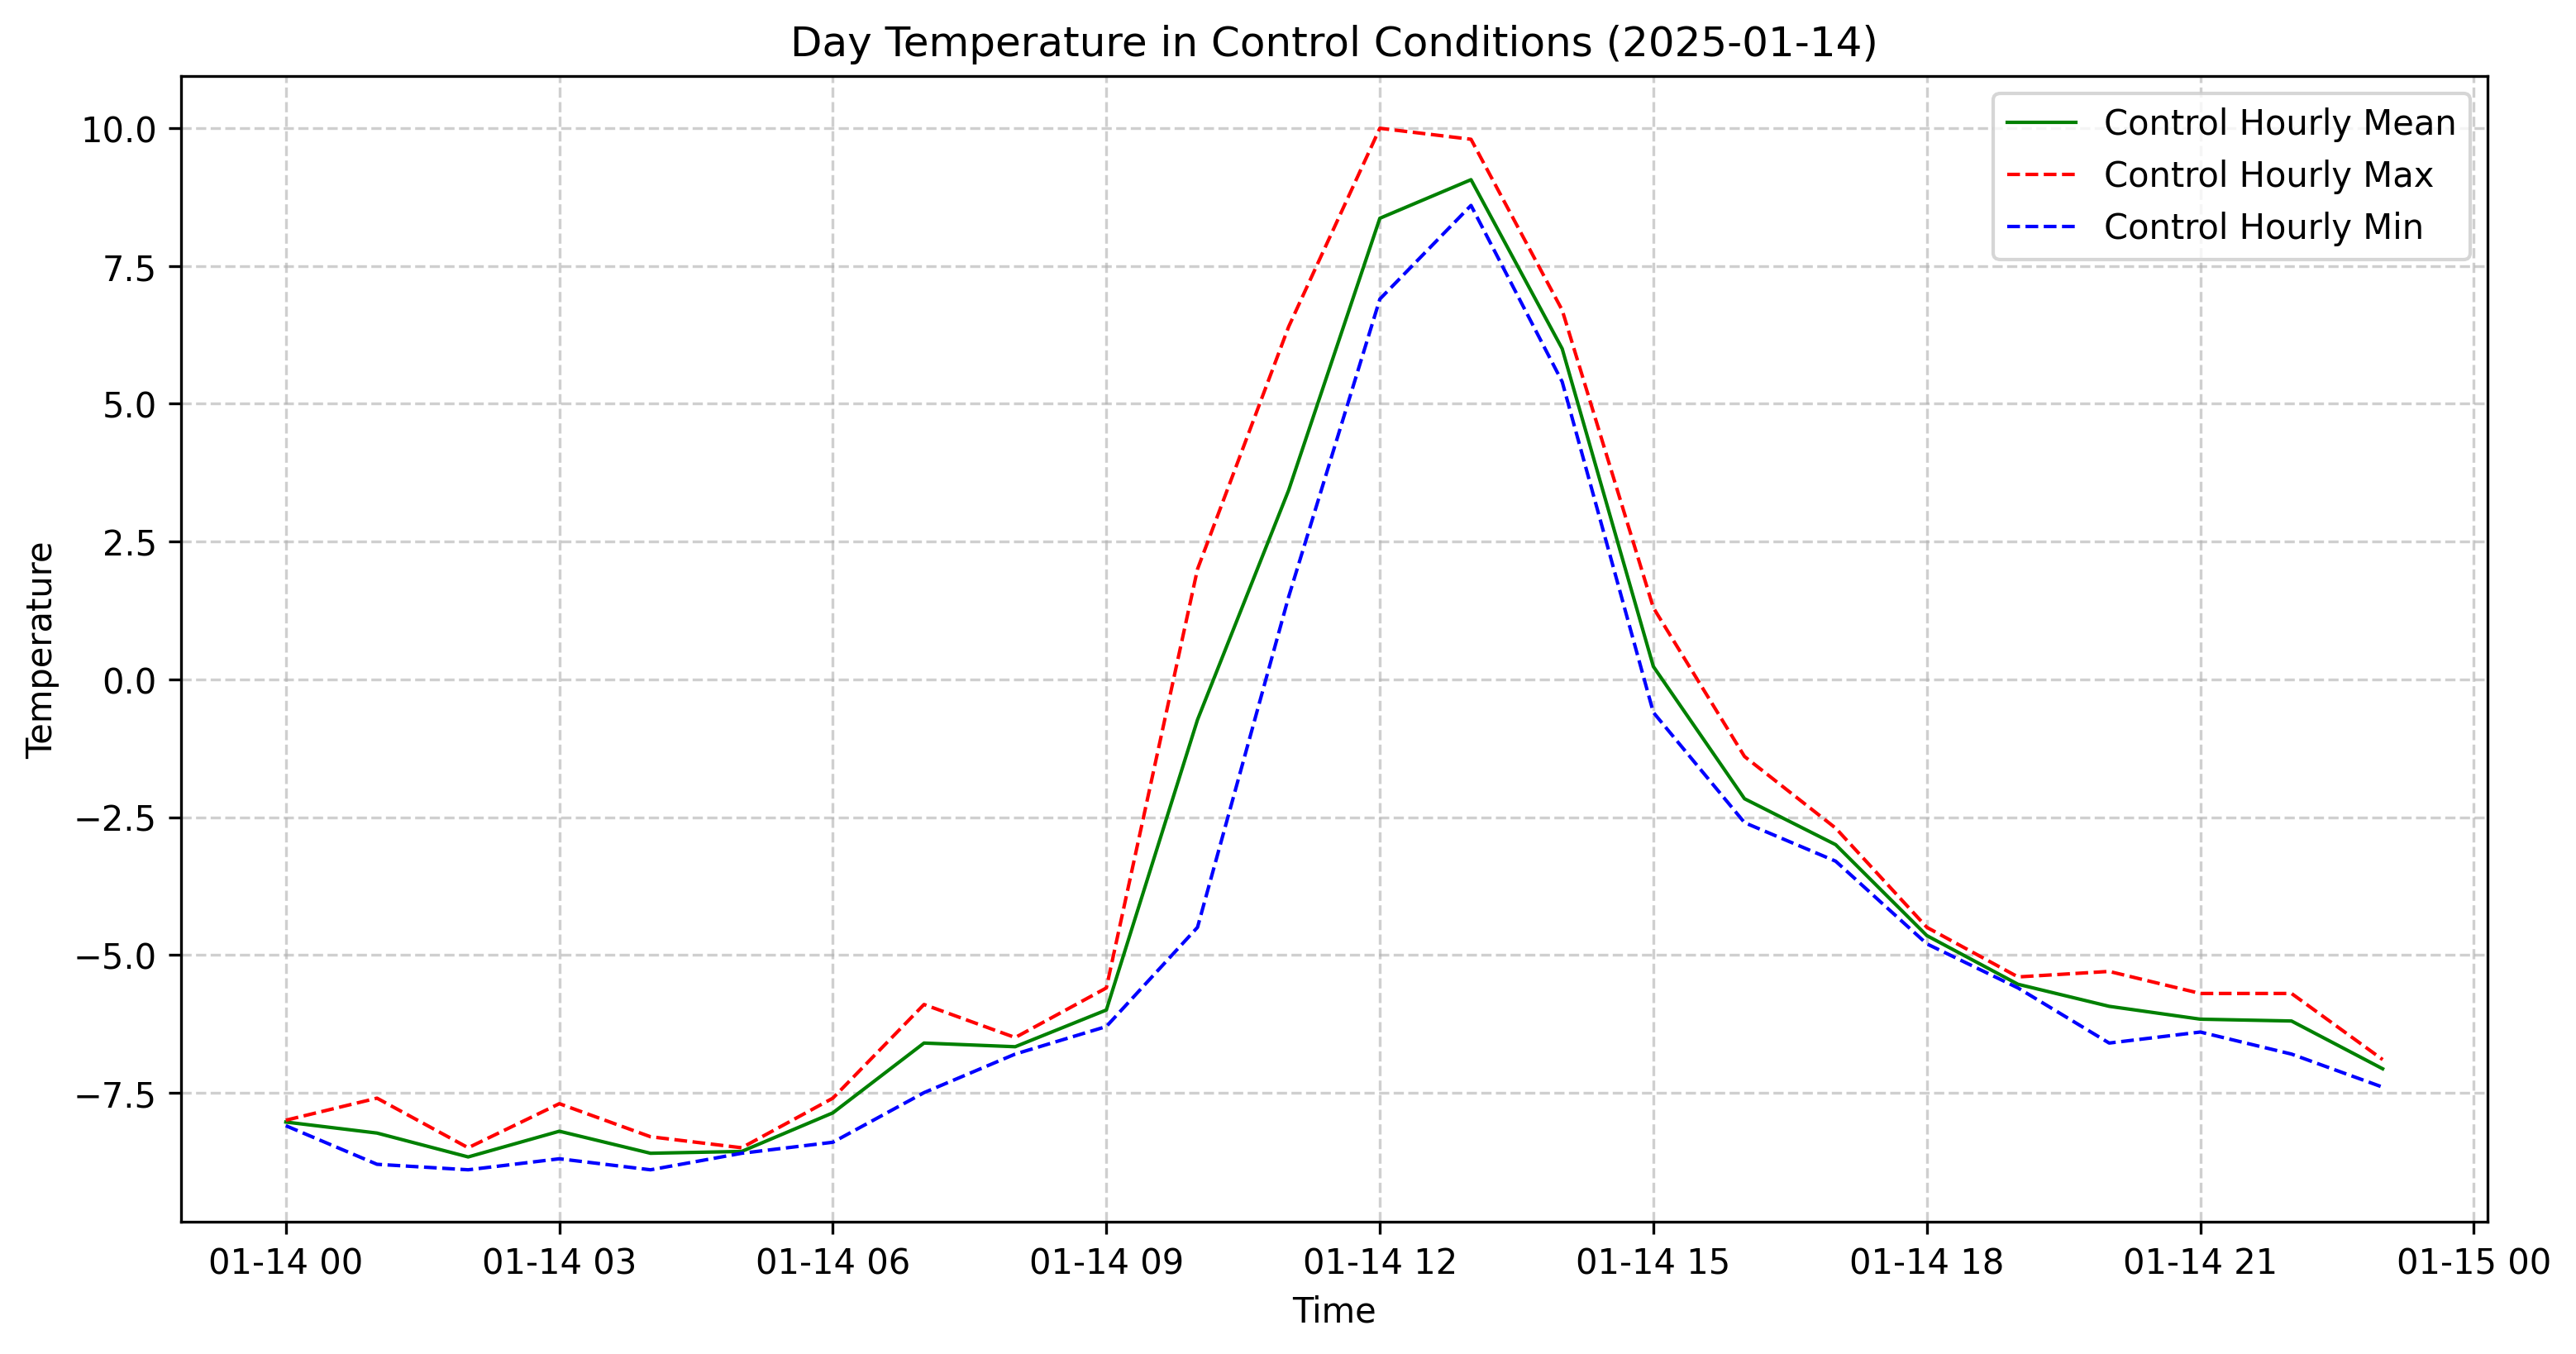 Day Temperature in Control Conditions (2025-01-14)
Control Hourly Mean
Control Hourly Max
Control Hourly Min
10.0
7.5
5.0
2.5
0.0
−2.5
−5.0
−7.5
Temperature
01-14 00 01-14 03 01-14 06 01-14 09 01-14 12 01-14 15 01-14 18 01-14 21 01-15 00
Time